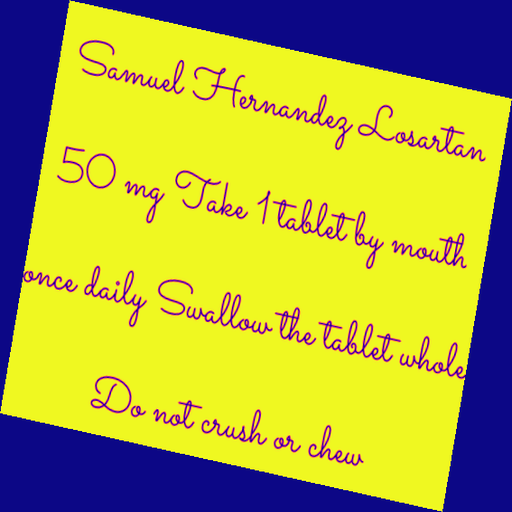 Samuel Hernandez Losartan
50 mg Take 1 tablet by mouth
once daily Swallow the tablet whole
Do not crush or chew